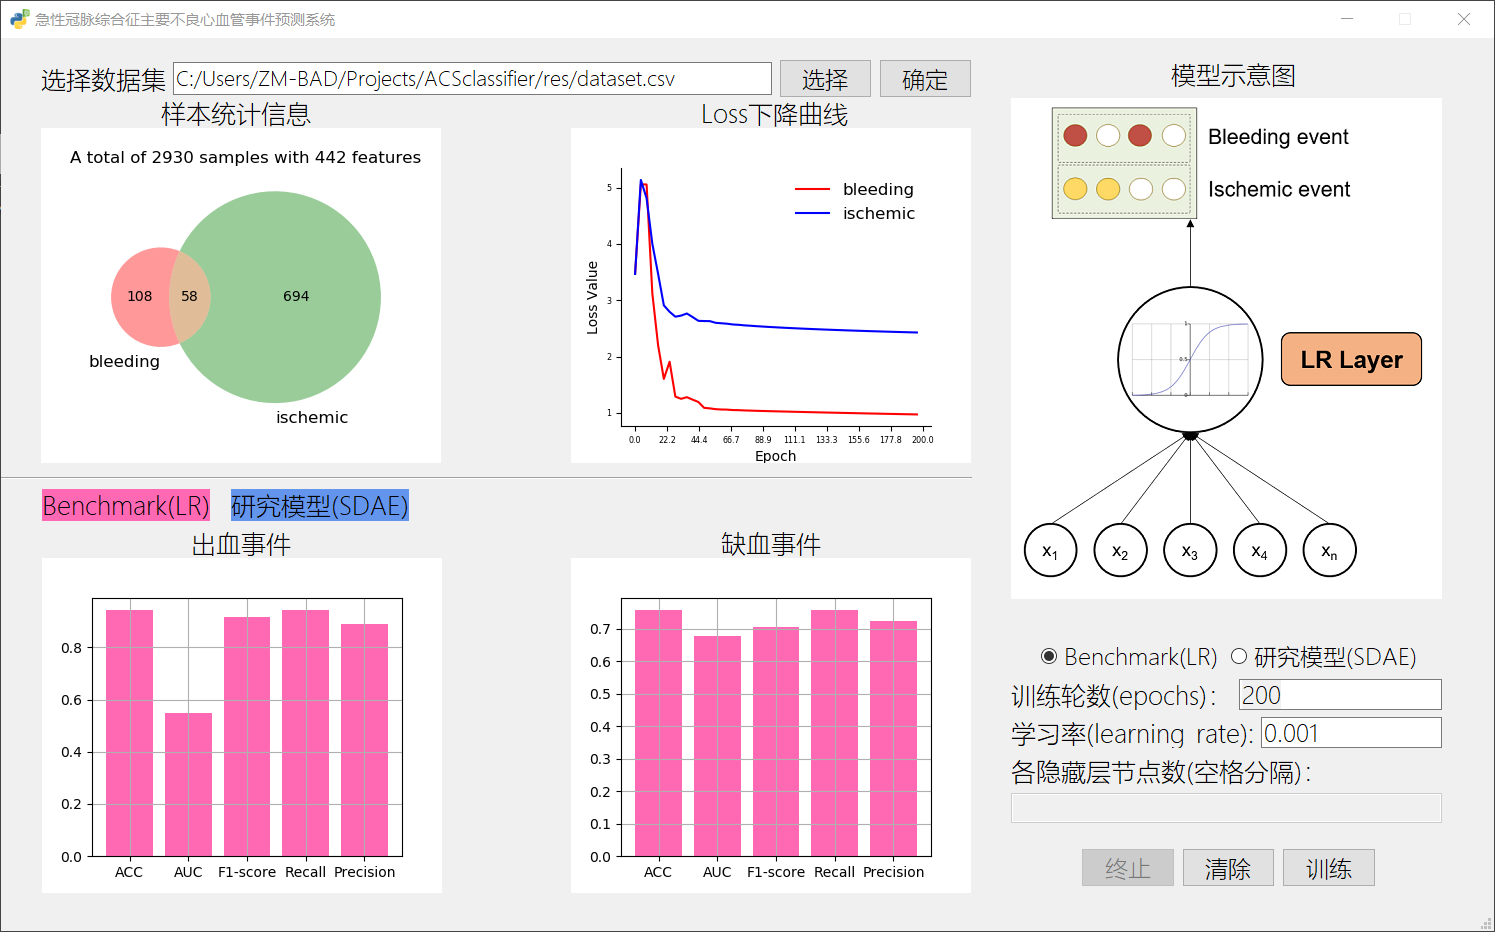 急性冠脉综合征主要不良心血管事件预测系统
选择数据集 C:/Users/ZM-BAD/Projects/ACSclassifier/res/dataset.csv 选择 确定
样本统计信息
A total of 2930 samples with 442 features
108 58 694
bleeding
ischemic
Loss下降曲线
bleeding
ischemic
Loss Value
5
4
3
2
1
0.0 22.2 44.4 66.7 88.9 111.1 133.3 155.6 177.8 200.0
Epoch
Benchmark(LR) 研究模型(SDAE)
出血事件
0.8
0.6
0.4
0.2
0.0
ACC AUC F1-score Recall Precision
缺血事件
0.7
0.6
0.5
0.4
0.3
0.2
0.1
0.0
ACC AUC F1-score Recall Precision
模型示意图
Bleeding event
Ischemic event
1
0.5
0
LR Layer
x1 x2 x3 x4 xn
Benchmark(LR) 研究模型(SDAE)
训练轮数(epochs)： 200
学习率(learning rate): 0.001
各隐藏层节点数(空格分隔)：
终止 清除 训练